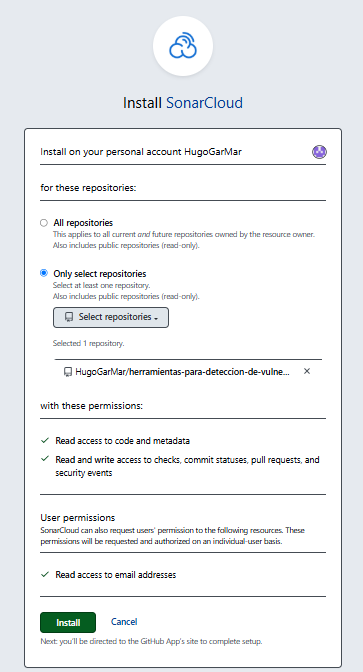 Install SonarCloud
Install on your personal account HugoGarMar
for these repositories:
All repositories
This applies to all current and future repositories owned by the resource owner.
Also includes public repositories (read-only).
Only select repositories
Select at least one repository.
Also includes public repositories (read-only).
Select repositories
Selected 1 repository.
HugoGarMar/herramientas-para-deteccion-de-vulne...
with these permissions:
Read access to code and metadata
Read and write access to checks, commit statuses, pull requests, and
security events
User permissions
SonarCloud can also request users' permission to the following resources. These
permissions will be requested and authorized on an individual-user basis.
Read access to email addresses
Install Cancel
Next: you'll be directed to the GitHub App's site to complete setup.